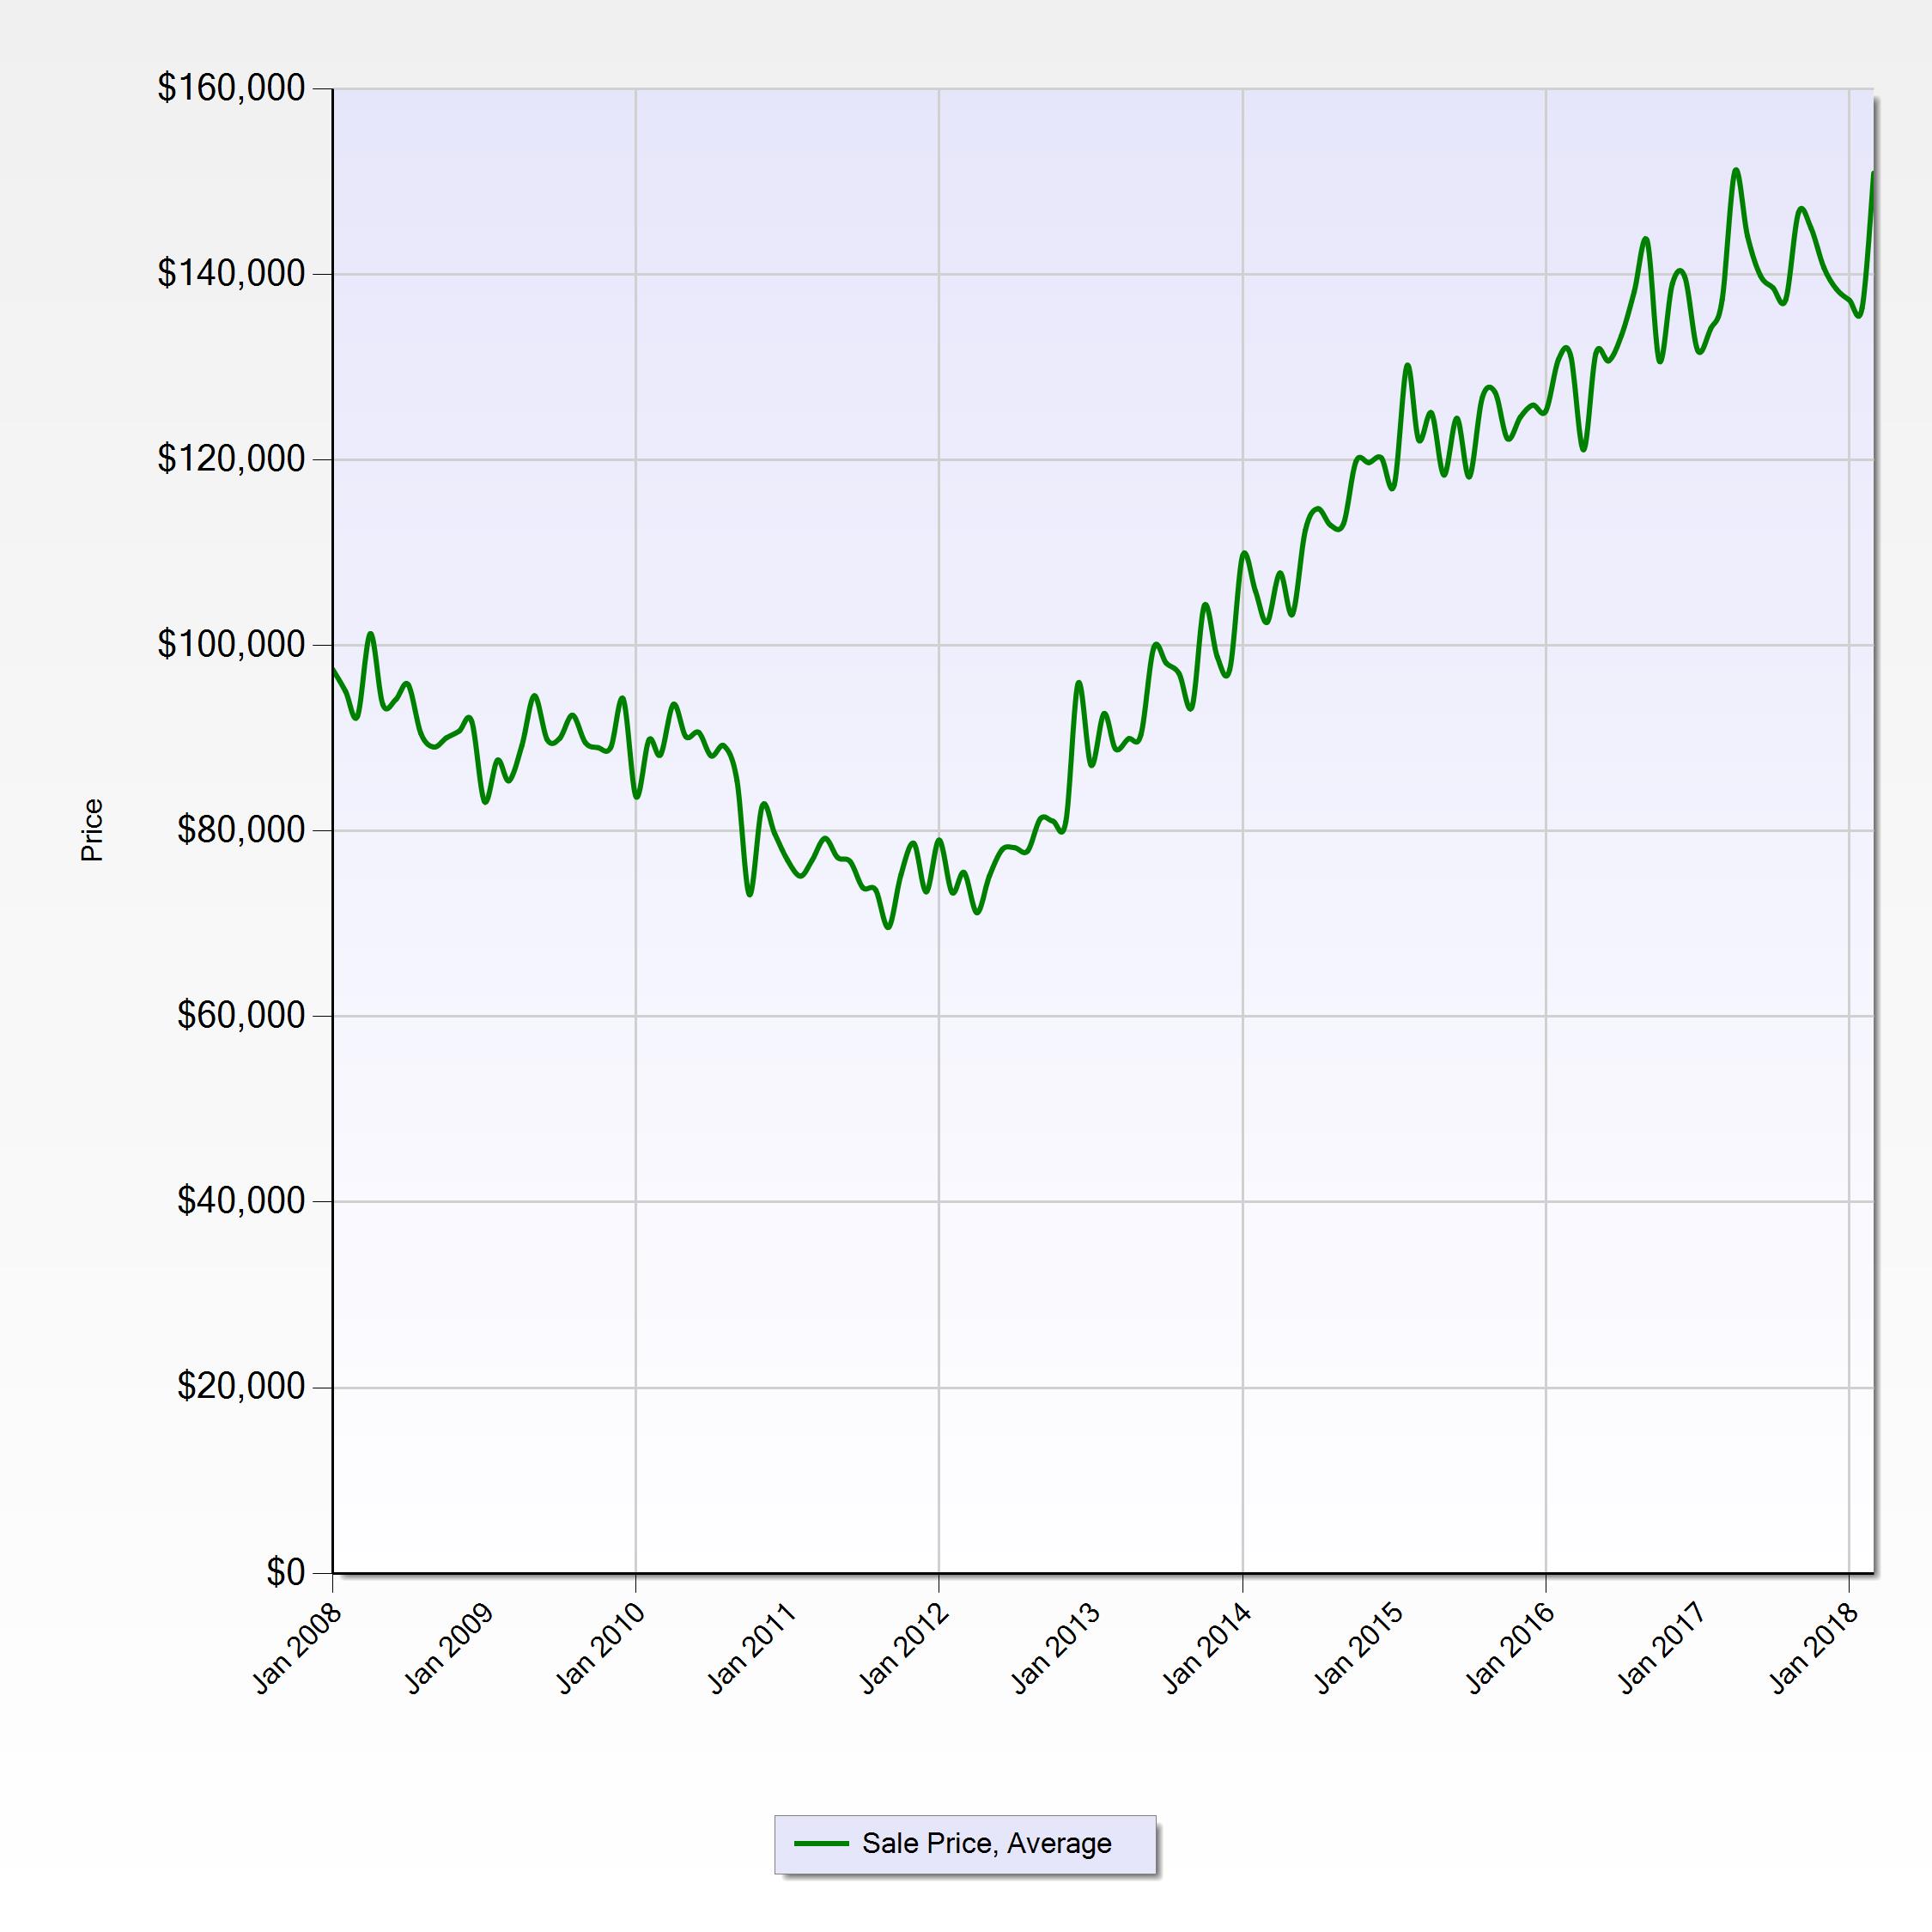 $160,000
$140,000
$120,000
$100,000
$80,000
$60,000
$40,000
$20,000
$0
Price
Jan 2008
Jan 2009
Jan 2010
Jan 2011
Jan 2012
Jan 2013
Jan 2014
Jan 2015
Jan 2016
Jan 2017
Jan 2018
Sale Price, Average